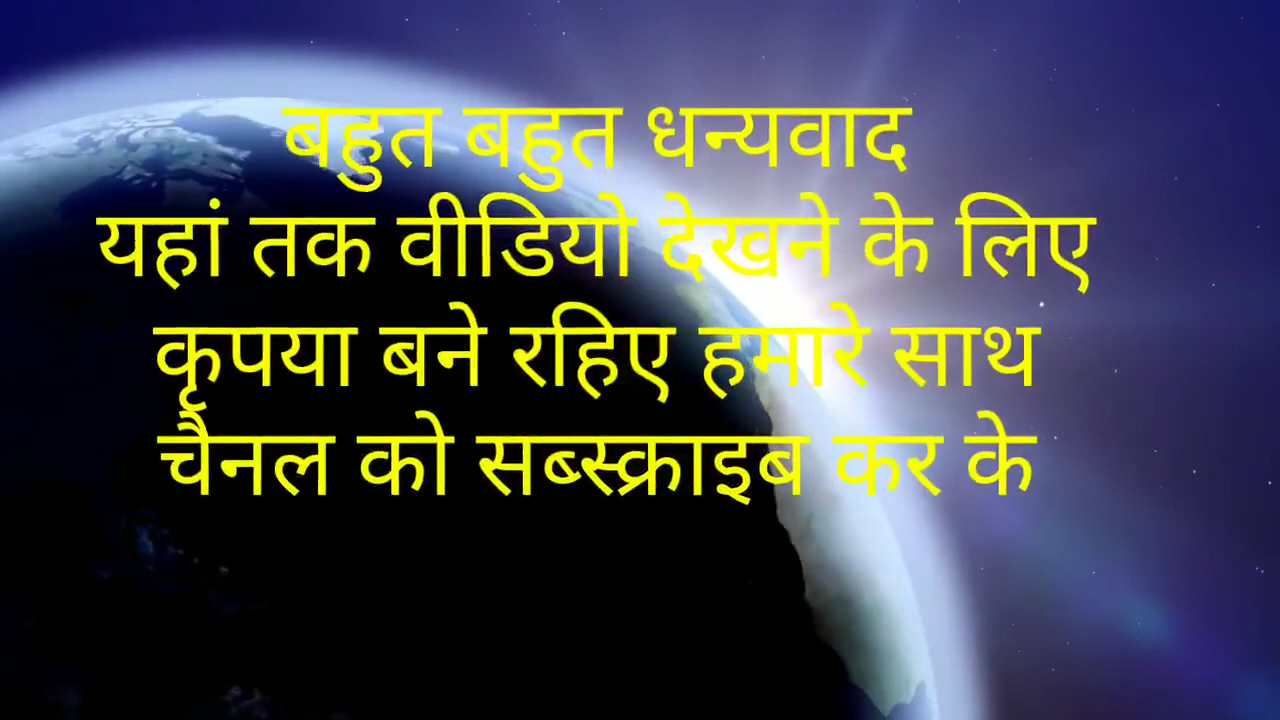 बहुत बहुत धन्यवाद
यहां तक वीडियो देखने के लिए
कृपया बने रहिए हमारे साथ
चैनल को सब्स्क्राइब कर के